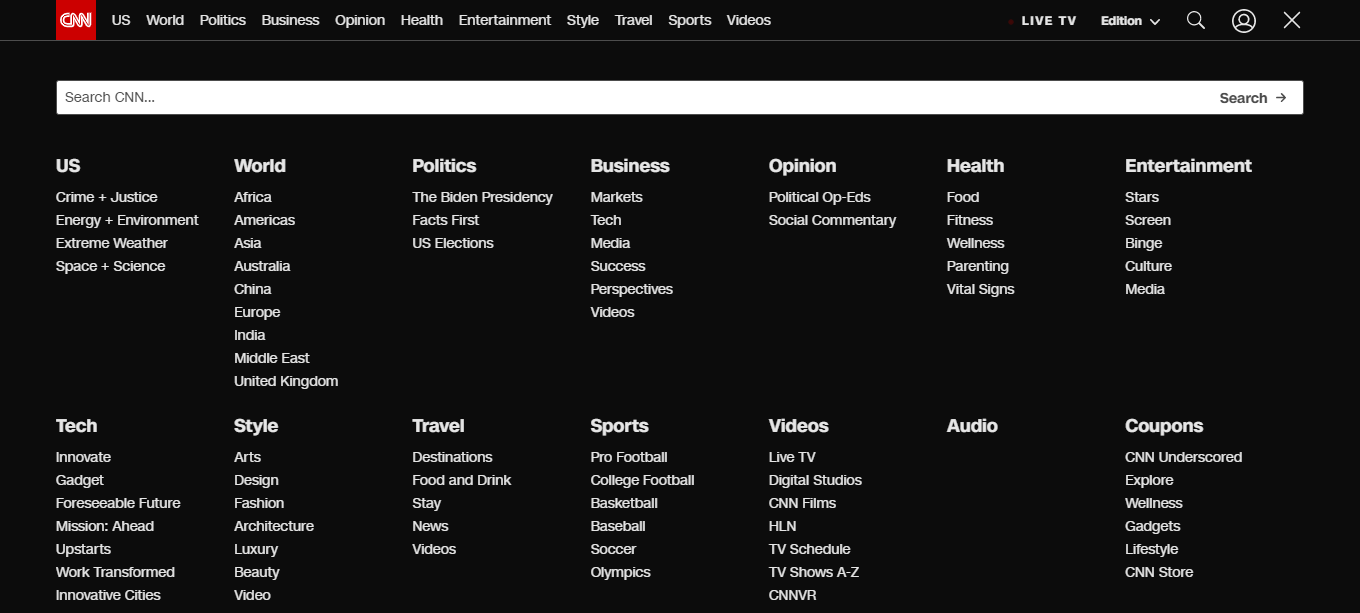 CNN US World Politics Business Opinion Health Entertainment Style Travel Sports Videos LIVE TV Edition
Search CNN... Search →
US
Crime + Justice
Energy + Environment
Extreme Weather
Space + Science
World
Africa
Americas
Asia
Australia
China
Europe
India
Middle East
United Kingdom
Politics
The Biden Presidency
Facts First
US Elections
Business
Markets
Tech
Media
Success
Perspectives
Videos
Opinion
Political Op-Eds
Social Commentary
Health
Food
Fitness
Wellness
Parenting
Vital Signs
Entertainment
Stars
Screen
Binge
Culture
Media
Tech
Innovate
Gadget
Foreseeable Future
Mission: Ahead
Upstarts
Work Transformed
Innovative Cities
Style
Arts
Design
Fashion
Architecture
Luxury
Beauty
Video
Travel
Destinations
Food and Drink
Stay
News
Videos
Sports
Pro Football
College Football
Basketball
Baseball
Soccer
Olympics
Videos
Live TV
Digital Studios
CNN Films
HLN
TV Schedule
TV Shows A-Z
CNNVR
Audio
Coupons
CNN Underscored
Explore
Wellness
Gadgets
Lifestyle
CNN Store